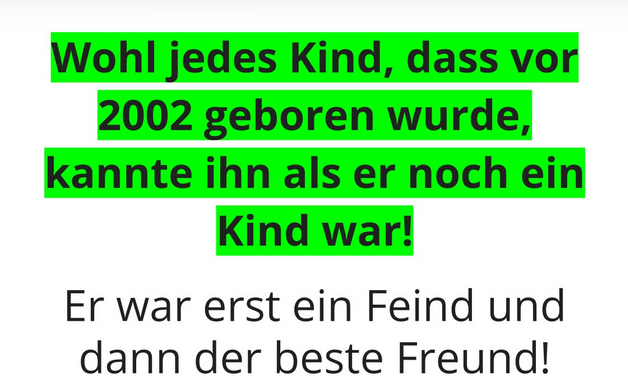 Wohl jedes Kind, dass vor
2002 geboren wurde,
kannte ihn als er noch ein
Kind war!
Er war erst ein Feind und
dann der beste Freund!